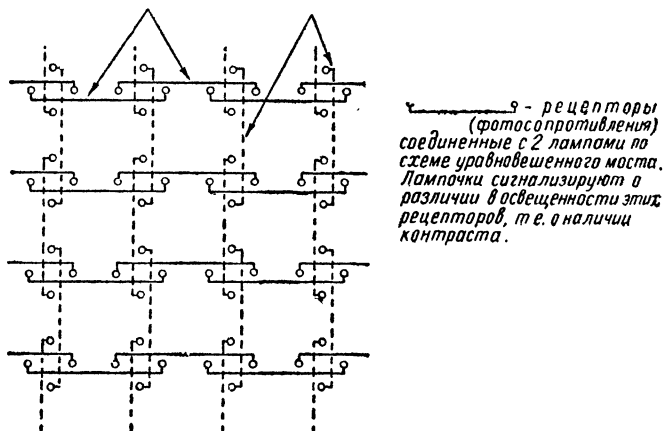 - рецепторы
(фотосопротивления)
соединенные с 2 лампами по
схеме уравновешенного моста.
Лампочки сигнализируют о
различии в освещенности этих
рецепторов, т е. о наличии
контраста.